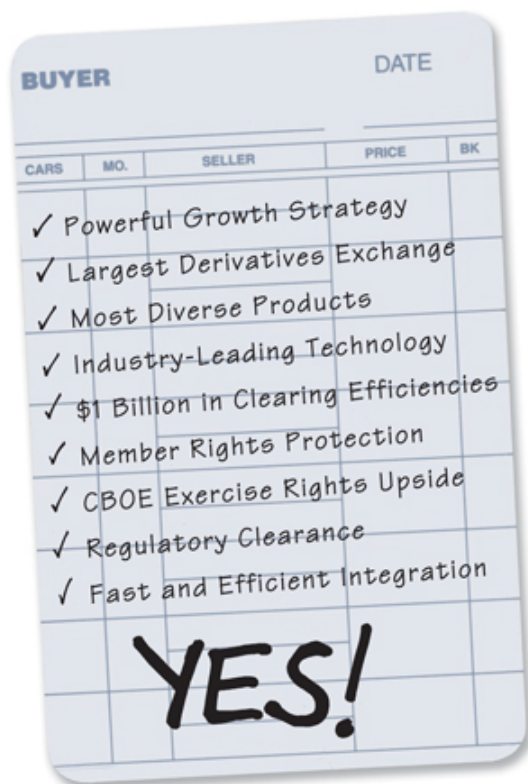 BUYER DATE
CARS MO. SELLER PRICE BK
✓ Powerful Growth Strategy
✓ Largest Derivatives Exchange
✓ Most Diverse Products
✓ Industry-Leading Technology
✓ $1 Billion in Clearing Efficiencies
✓ Member Rights Protection
✓ CBOE Exercise Rights Upside
✓ Regulatory Clearance
✓ Fast and Efficient Integration
YES!